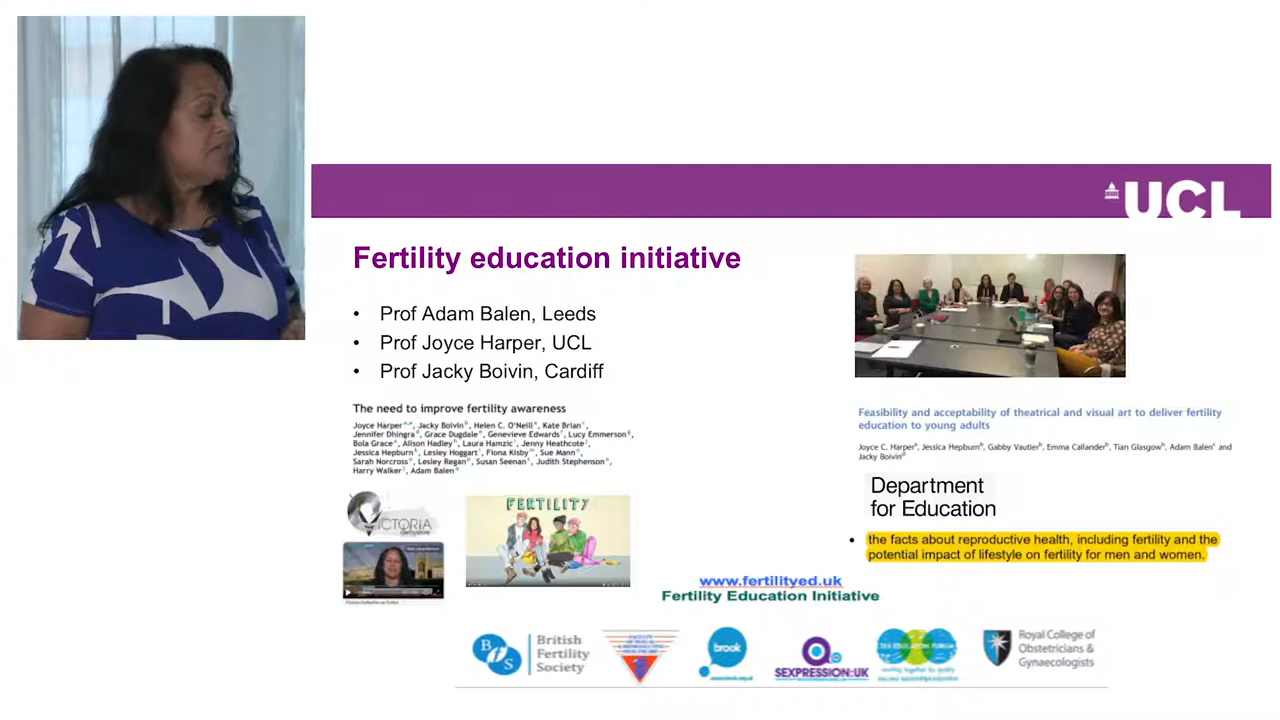 UCL
Fertility education initiative
• Prof Adam Balen, Leeds
• Prof Joyce Harper, UCL
• Prof Jacky Boivin, Cardiff
The need to improve fertility awareness
Joyce Harper, Jacky Boivin, Helen C. O'Neill, Kate Brian,
Jennifer Dhingra, Grace Dugdale, Genevieve Edwards, Lucy Emmerson,
Bola Grace, Alison Hadley, Laura Hamzic, Jenny Heathcote,
Jessica Hepburn, Lesley Hoggart, Fiona Kisby, Sue Mann,
Sarah Norcross, Lesley Regan, Susan Seenan, Judith Stephenson,
Harry Walker, Adam Balen
VICTORIA
derbyshire
FERTILITY
Feasibility and acceptability of theatrical and visual art to deliver fertility
education to young adults
Joyce C. Harper, Jessica Hepburn, Gabby Vautier, Emma Callander, Tian Glasgow, Adam Balen and
Jacky Boivin
Department
for Education
• the facts about reproductive health, including fertility and the
potential impact of lifestyle on fertility for men and women.
www.fertilityed.uk
Fertility Education Initiative
BfS
British
Fertility
Society
brook
SEXPRESSION:UK
SEX EDUCATION FORUM
Royal College of
Obstetricians &
Gynaecologists